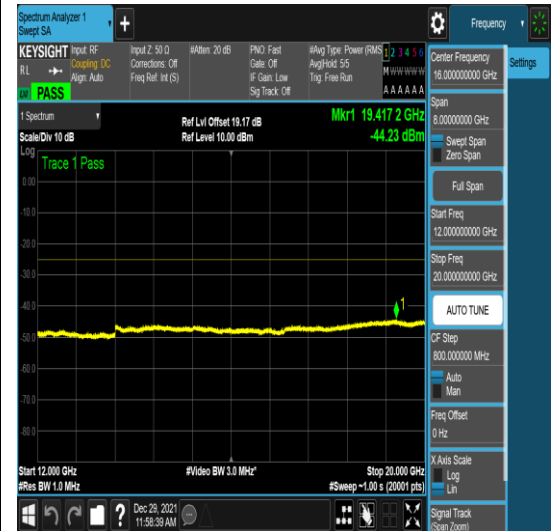 Spectrum Analyzer 1
Swept SA
Frequency
KEYSIGHT
RL
LXI PASS
Input: RF
Coupling: DC
Align: Auto
Input Z: 50 Ω
Corrections: Off
Freq Ref: Int (S)
#Atten: 20 dB
PNO: Fast
Gate: Off
IF Gain: Low
Sig Track: Off
#Avg Type: Power (RMS
Avg|Hold: 5/5
Trig: Free Run
1 2 3 4 5 6
M W W W W W
A A A A A A
1 Spectrum
Scale/Div 10 dB
Ref Lvl Offset 19.17 dB
Ref Level 10.00 dBm
Mkr1 19.417 2 GHz
-44.23 dBm
Log
Trace 1 Pass
0.00
-10.0
-20.0
-30.0
-40.0
-50.0
-60.0
-70.0
-80.0
1
Start 12.000 GHz
#Res BW 1.0 MHz
#Video BW 3.0 MHz*
Stop 20.000 GHz
#Sweep ~1.00 s (20001 pts)
Dec 29, 2021
11:58:39 AM
Center Frequency
16.000000000 GHz
Span
8.00000000 GHz
Swept Span
Zero Span
Full Span
Start Freq
12.000000000 GHz
Stop Freq
20.000000000 GHz
AUTO TUNE
CF Step
800.000000 MHz
Auto
Man
Freq Offset
0 Hz
X Axis Scale
Log
Lin
Signal Track
(Span Zoom)
Settings